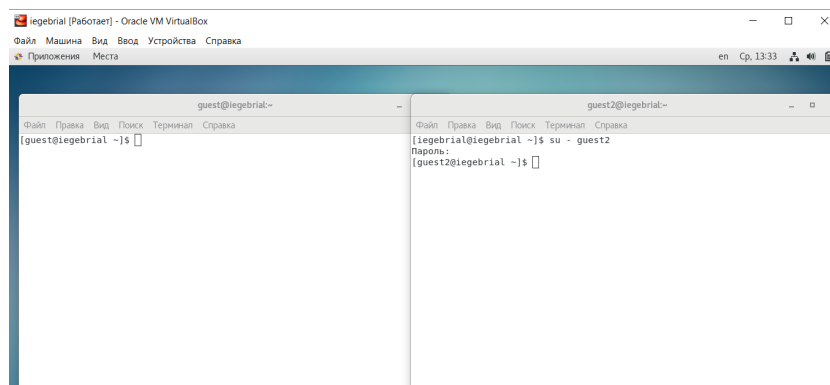 iegebrial [Работает] - Oracle VM VirtualBox
Файл Машина Вид Ввод Устройства Справка
Приложения Места en Ср, 13:33
guest@iegebrial:~
Файл Правка Вид Поиск Терминал Справка
[guest@iegebrial ~]$
guest2@iegebrial:~
Файл Правка Вид Поиск Терминал Справка
[iegebrial@iegebrial ~]$ su - guest2
Пароль:
[guest2@iegebrial ~]$